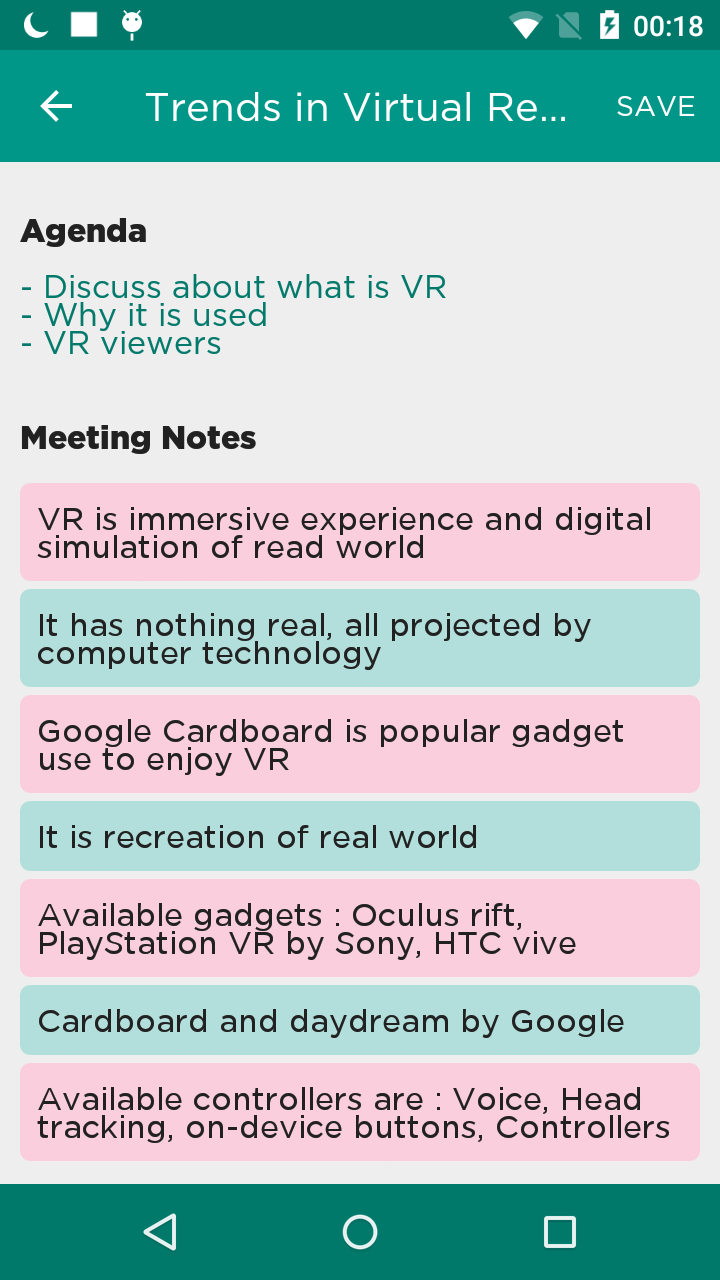 00:18
Trends in Virtual Re...
SAVE
Agenda
- Discuss about what is VR
- Why it is used
- VR viewers
Meeting Notes
VR is immersive experience and digital
simulation of read world
It has nothing real, all projected by
computer technology
Google Cardboard is popular gadget
use to enjoy VR
It is recreation of real world
Available gadgets : Oculus rift,
PlayStation VR by Sony, HTC vive
Cardboard and daydream by Google
Available controllers are : Voice, Head
tracking, on-device buttons, Controllers